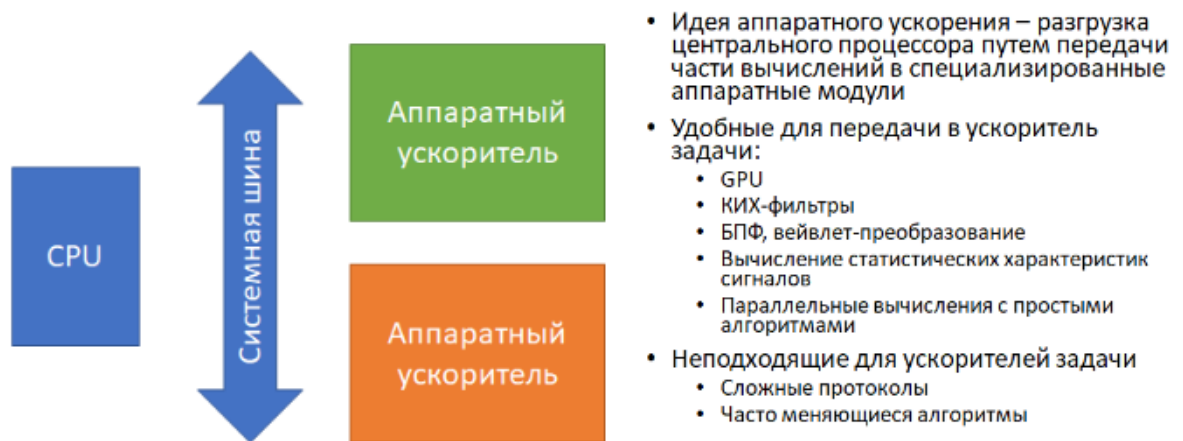 CPU
Системная шина
Аппаратный
ускоритель
Аппаратный
ускоритель
• Идея аппаратного ускорения – разгрузка
центрального процессора путем передачи
части вычислений в специализированные
аппаратные модули
• Удобные для передачи в ускоритель
задачи:
• GPU
• КИХ-фильтры
• БПФ, вейвлет-преобразование
• Вычисление статистических характеристик
сигналов
• Параллельные вычисления с простыми
алгоритмами
• Неподходящие для ускорителей задачи
• Сложные протоколы
• Часто меняющиеся алгоритмы